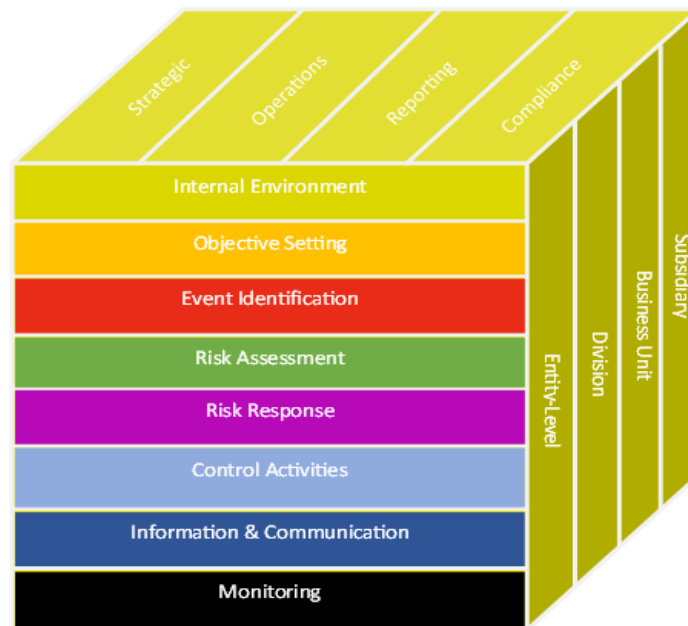 Strategic
Operations
Reporting
Compliance
Internal Environment
Objective Setting
Event Identification
Risk Assessment
Risk Response
Control Activities
Information & Communication
Monitoring
Entity-Level
Division
Business Unit
Subsidiary